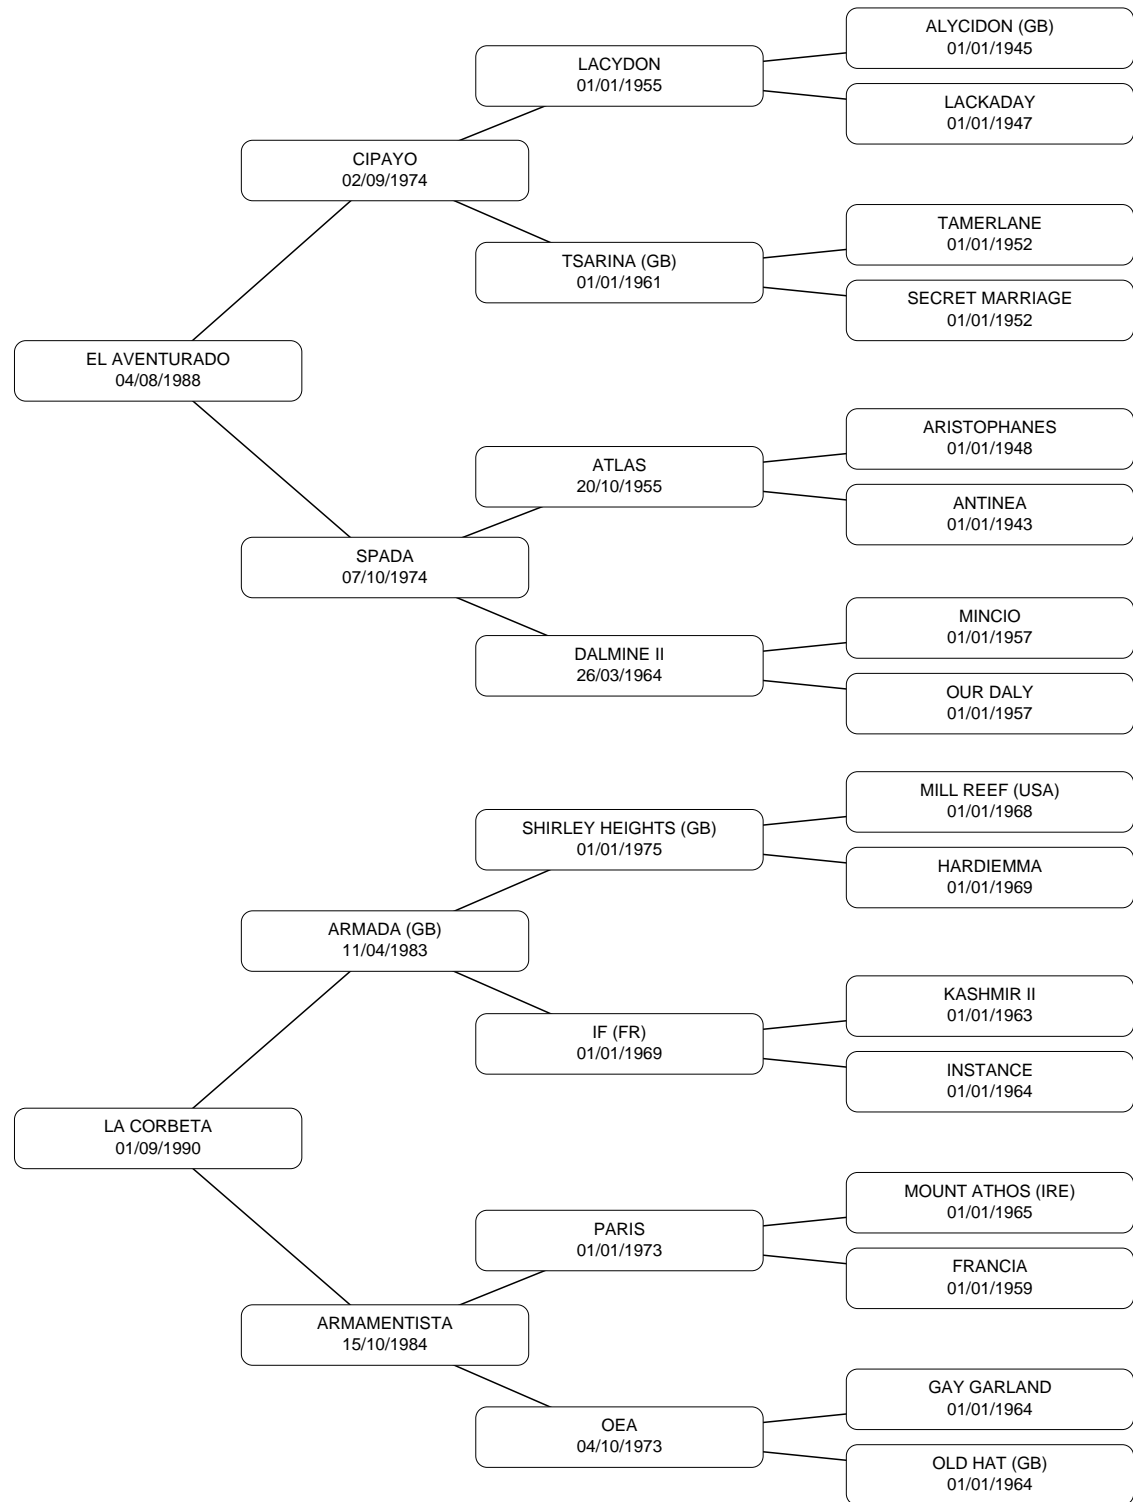 ALYCIDON (GB)
01/01/1945
LACYDON
01/01/1955
LACKADAY
01/01/1947
CIPAYO
02/09/1974
TAMERLANE
01/01/1952
TSARINA (GB)
01/01/1961
SECRET MARRIAGE
01/01/1952
EL AVENTURADO
04/08/1988
ARISTOPHANES
01/01/1948
ATLAS
20/10/1955
ANTINEA
01/01/1943
SPADA
07/10/1974
MINCIO
01/01/1957
DALMINE II
26/03/1964
OUR DALY
01/01/1957
MILL REEF (USA)
01/01/1968
SHIRLEY HEIGHTS (GB)
01/01/1975
HARDIEMMA
01/01/1969
ARMADA (GB)
11/04/1983
KASHMIR II
01/01/1963
IF (FR)
01/01/1969
INSTANCE
01/01/1964
LA CORBETA
01/09/1990
MOUNT ATHOS (IRE)
01/01/1965
PARIS
01/01/1973
FRANCIA
01/01/1959
ARMAMENTISTA
15/10/1984
GAY GARLAND
01/01/1964
OEA
04/10/1973
OLD HAT (GB)
01/01/1964